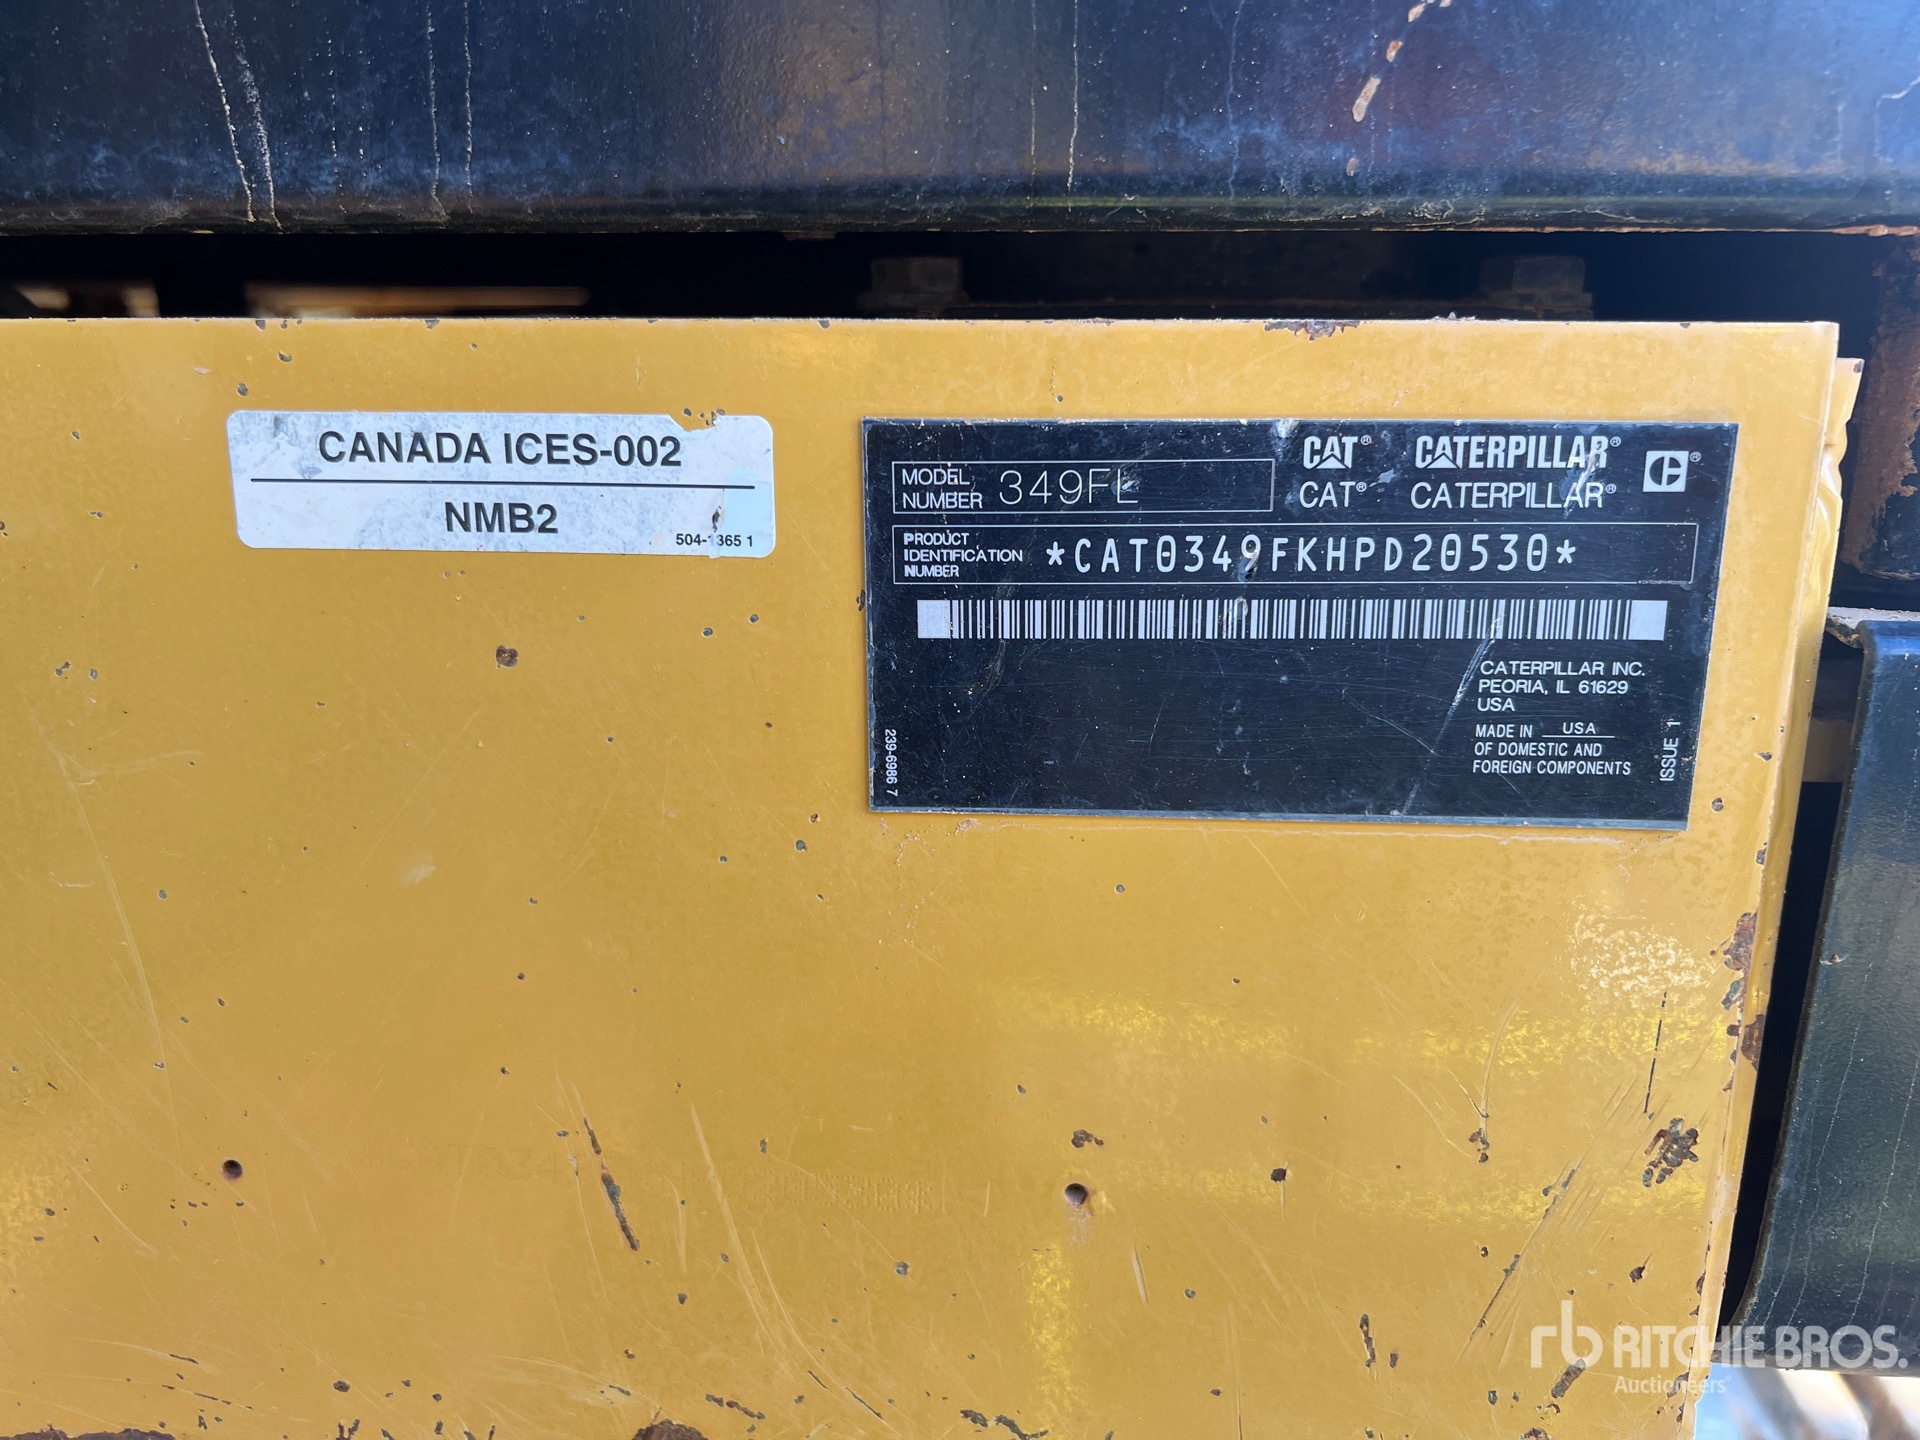 CANADA ICES-002
NMB2
504-1365 1
MODEL NUMBER 349FL
CAT® CATERPILLAR®
CAT® CATERPILLAR®
PRODUCT IDENTIFICATION NUMBER *CAT0349FKHPD20530*
CATERPILLAR INC.
PEORIA, IL 61629
USA
MADE IN USA
OF DOMESTIC AND
FOREIGN COMPONENTS
239-6986 7
ISSUE 1
rb RITCHIE BROS.
Auctioneers